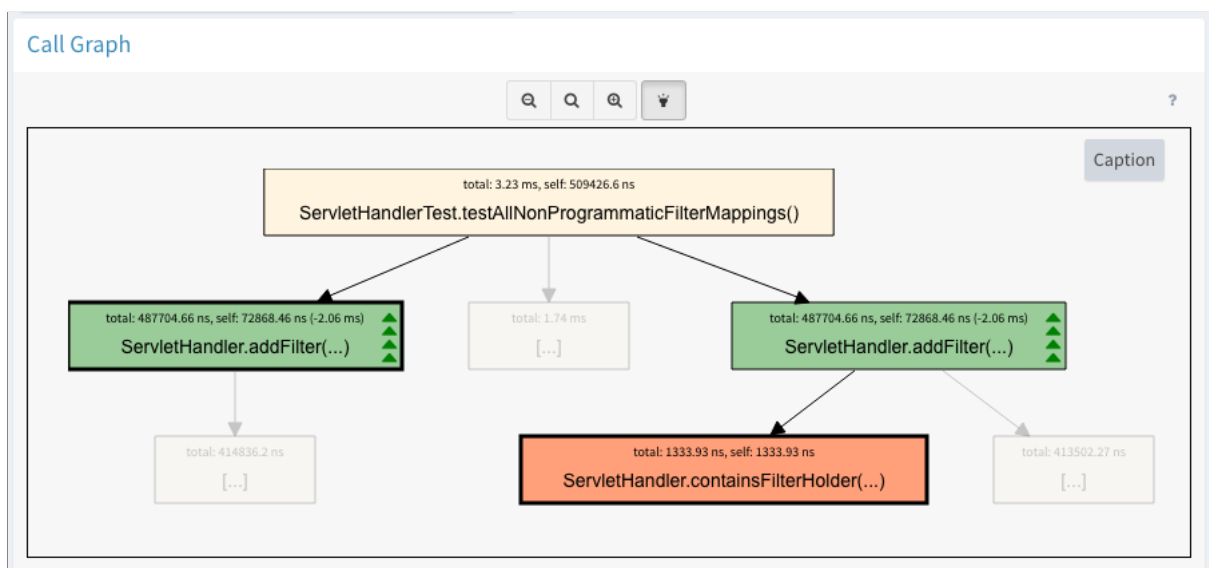 Call Graph
?
Caption
total: 3.23 ms, self: 509426.6 ns
ServletHandlerTest.testAllNonProgrammaticFilterMappings()
total: 487704.66 ns, self: 72868.46 ns (-2.06 ms)
ServletHandler.addFilter(...)
total: 1.74 ms
[...]
total: 487704.66 ns, self: 72868.46 ns (-2.06 ms)
ServletHandler.addFilter(...)
total: 414836.2 ns
[...]
total: 1333.93 ns, self: 1333.93 ns
ServletHandler.containsFilterHolder(...)
total: 413502.27 ns
[...]